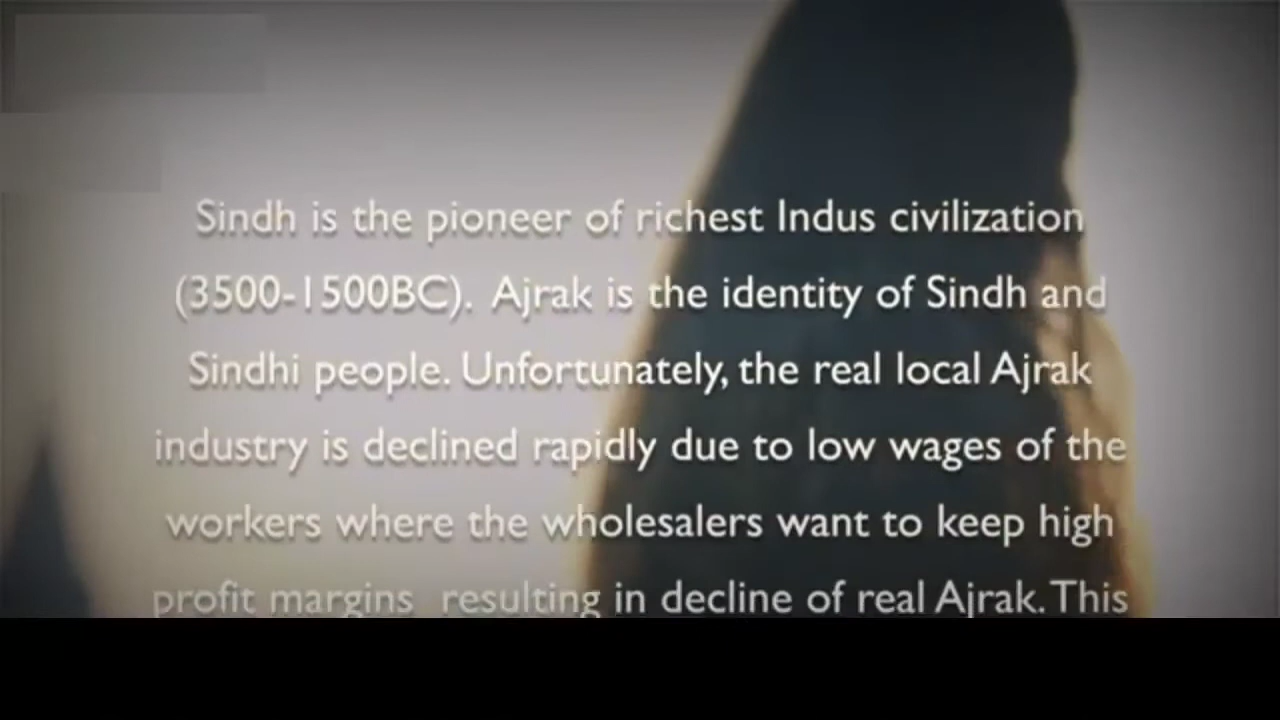 Sindh is the pioneer of richest Indus civilization
(3500-1500BC). Ajrak is the identity of Sindh and
Sindhi people. Unfortunately, the real local Ajrak
industry is declined rapidly due to low wages of the
workers where the wholesalers want to keep high
profit margins resulting in decline of real Ajrak. This